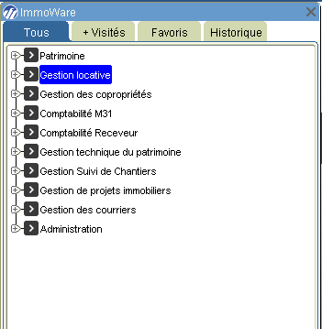 ImmoWare
Tous + Visités Favoris Historique
Patrimoine
Gestion locative
Gestion des copropriétés
Comptabilité M31
Comptabilité Receveur
Gestion technique du patrimoine
Gestion Suivi de Chantiers
Gestion de projets immobiliers
Gestion des courriers
Administration